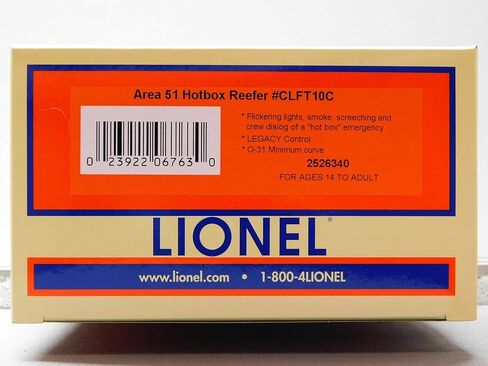 Area 51 Hotbox Reefer #CLFT10C
* Flickering lights, smoke, screeching and
crew dialog of a "hot box" emergency
* LEGACY Control
* O-31 Minimum curve
2526340
FOR AGES 14 TO ADULT
0 23922 06763 0
LIONEL®
www.lionel.com • 1-800-4LIONEL